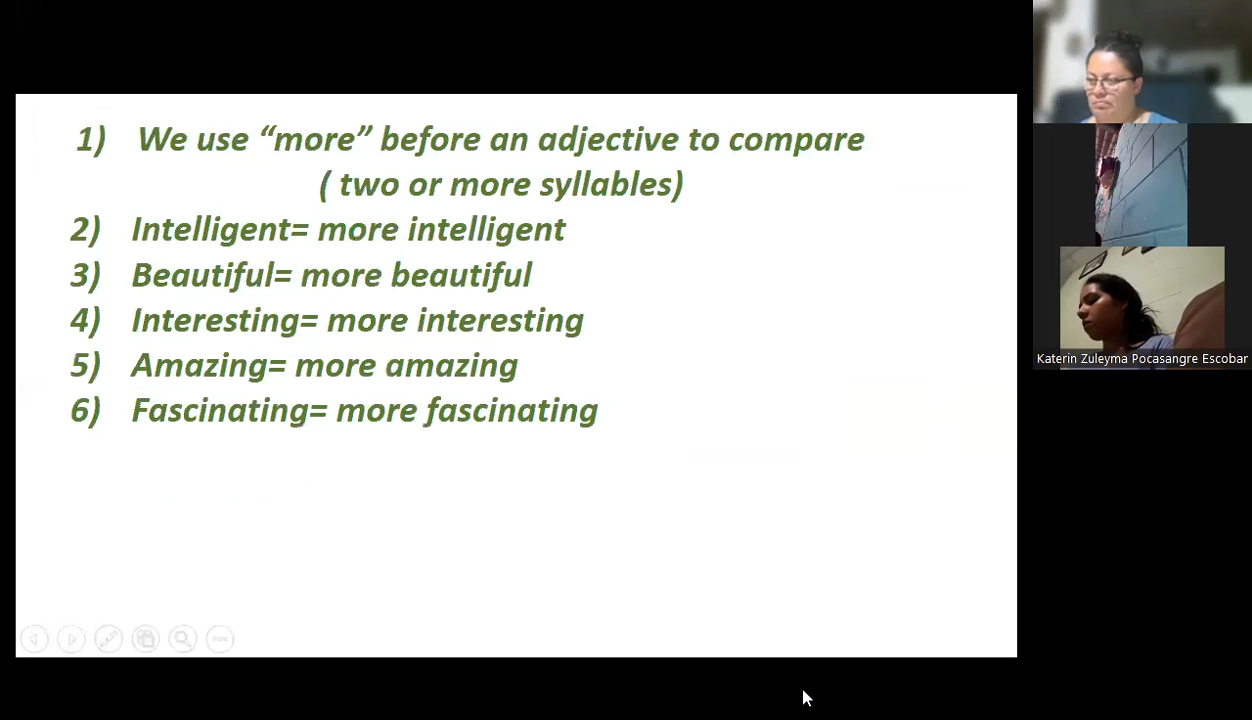 1) We use “more” before an adjective to compare
( two or more syllables)
2) Intelligent= more intelligent
3) Beautiful= more beautiful
4) Interesting= more interesting
5) Amazing= more amazing
6) Fascinating= more fascinating
Katerin Zuleyma Pocasangre Escobar